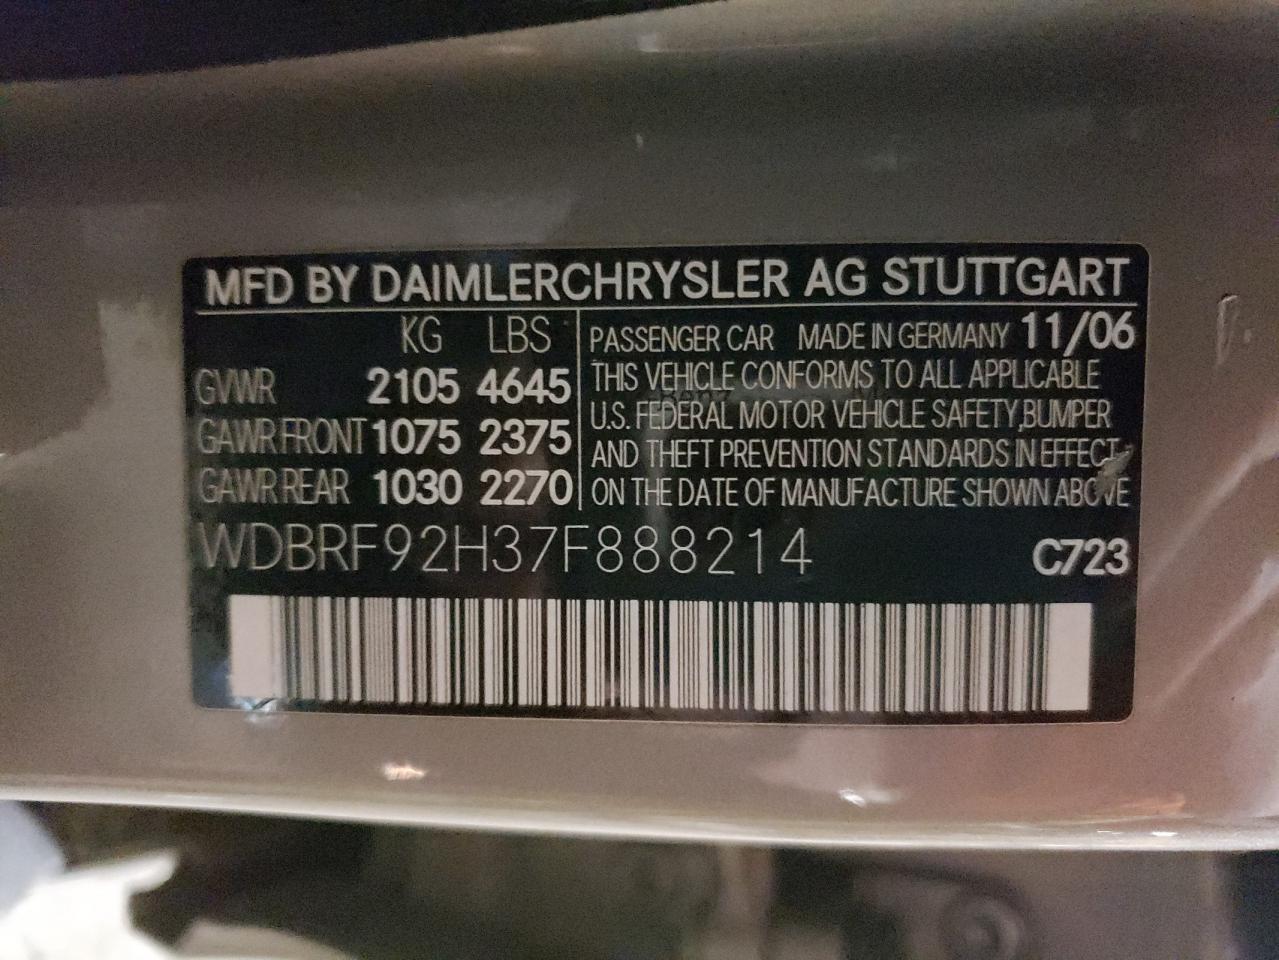 MFD BY DAIMLERCHRYSLER AG STUTTGART
KG LBS
GVWR 2105 4645
GAWR FRONT 1075 2375
GAWR REAR 1030 2270
PASSENGER CAR MADE IN GERMANY 11/06
THIS VEHICLE CONFORMS TO ALL APPLICABLE
U.S. FEDERAL MOTOR VEHICLE SAFETY,BUMPER
AND THEFT PREVENTION STANDARDS IN EFFECT
ON THE DATE OF MANUFACTURE SHOWN ABOVE
WDBRF92H37F888214 C723